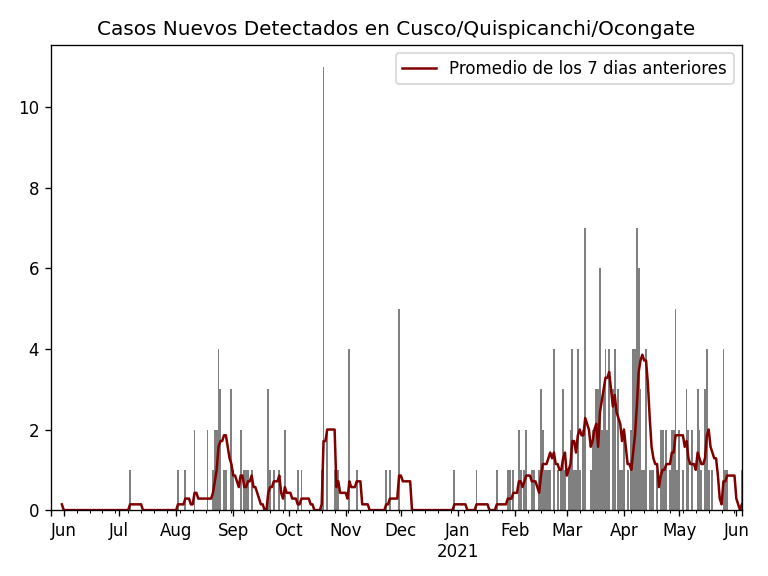 Casos Nuevos Detectados en Cusco/Quispicanchi/Ocongate
Promedio de los 7 dias anteriores
10
8
6
4
2
0
Jun Jul Aug Sep Oct Nov Dec Jan Feb Mar Apr May Jun
2021